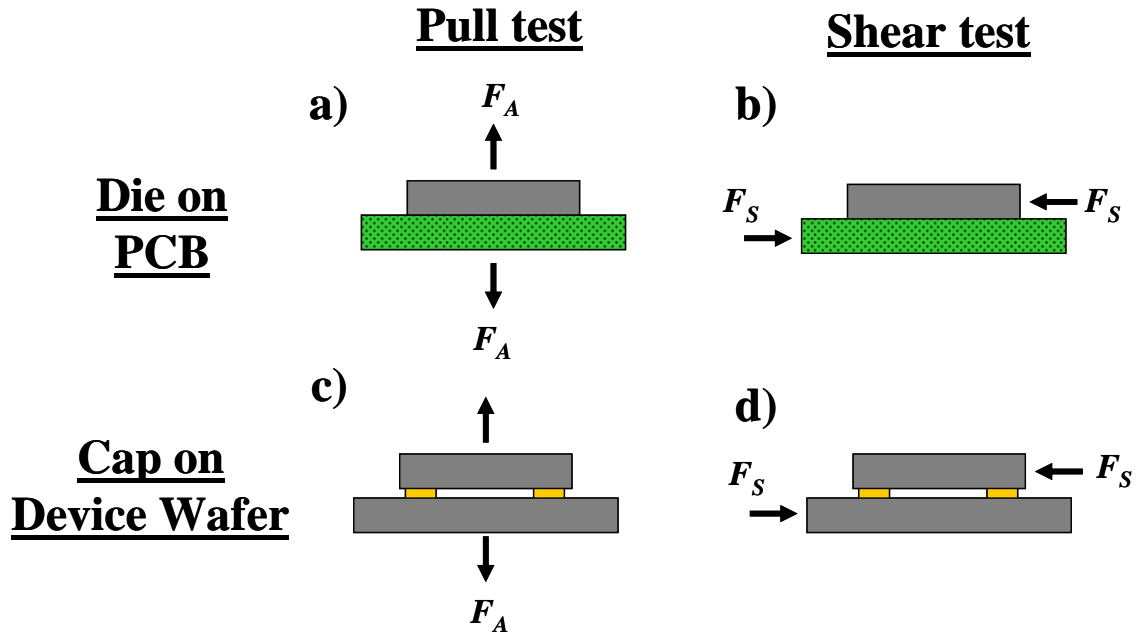 Pull test
Shear test
a)
F_A
b)
Die on
PCB
F_S
F_S
F_A
c)
d)
Cap on
Device Wafer
F_S
F_S
F_A